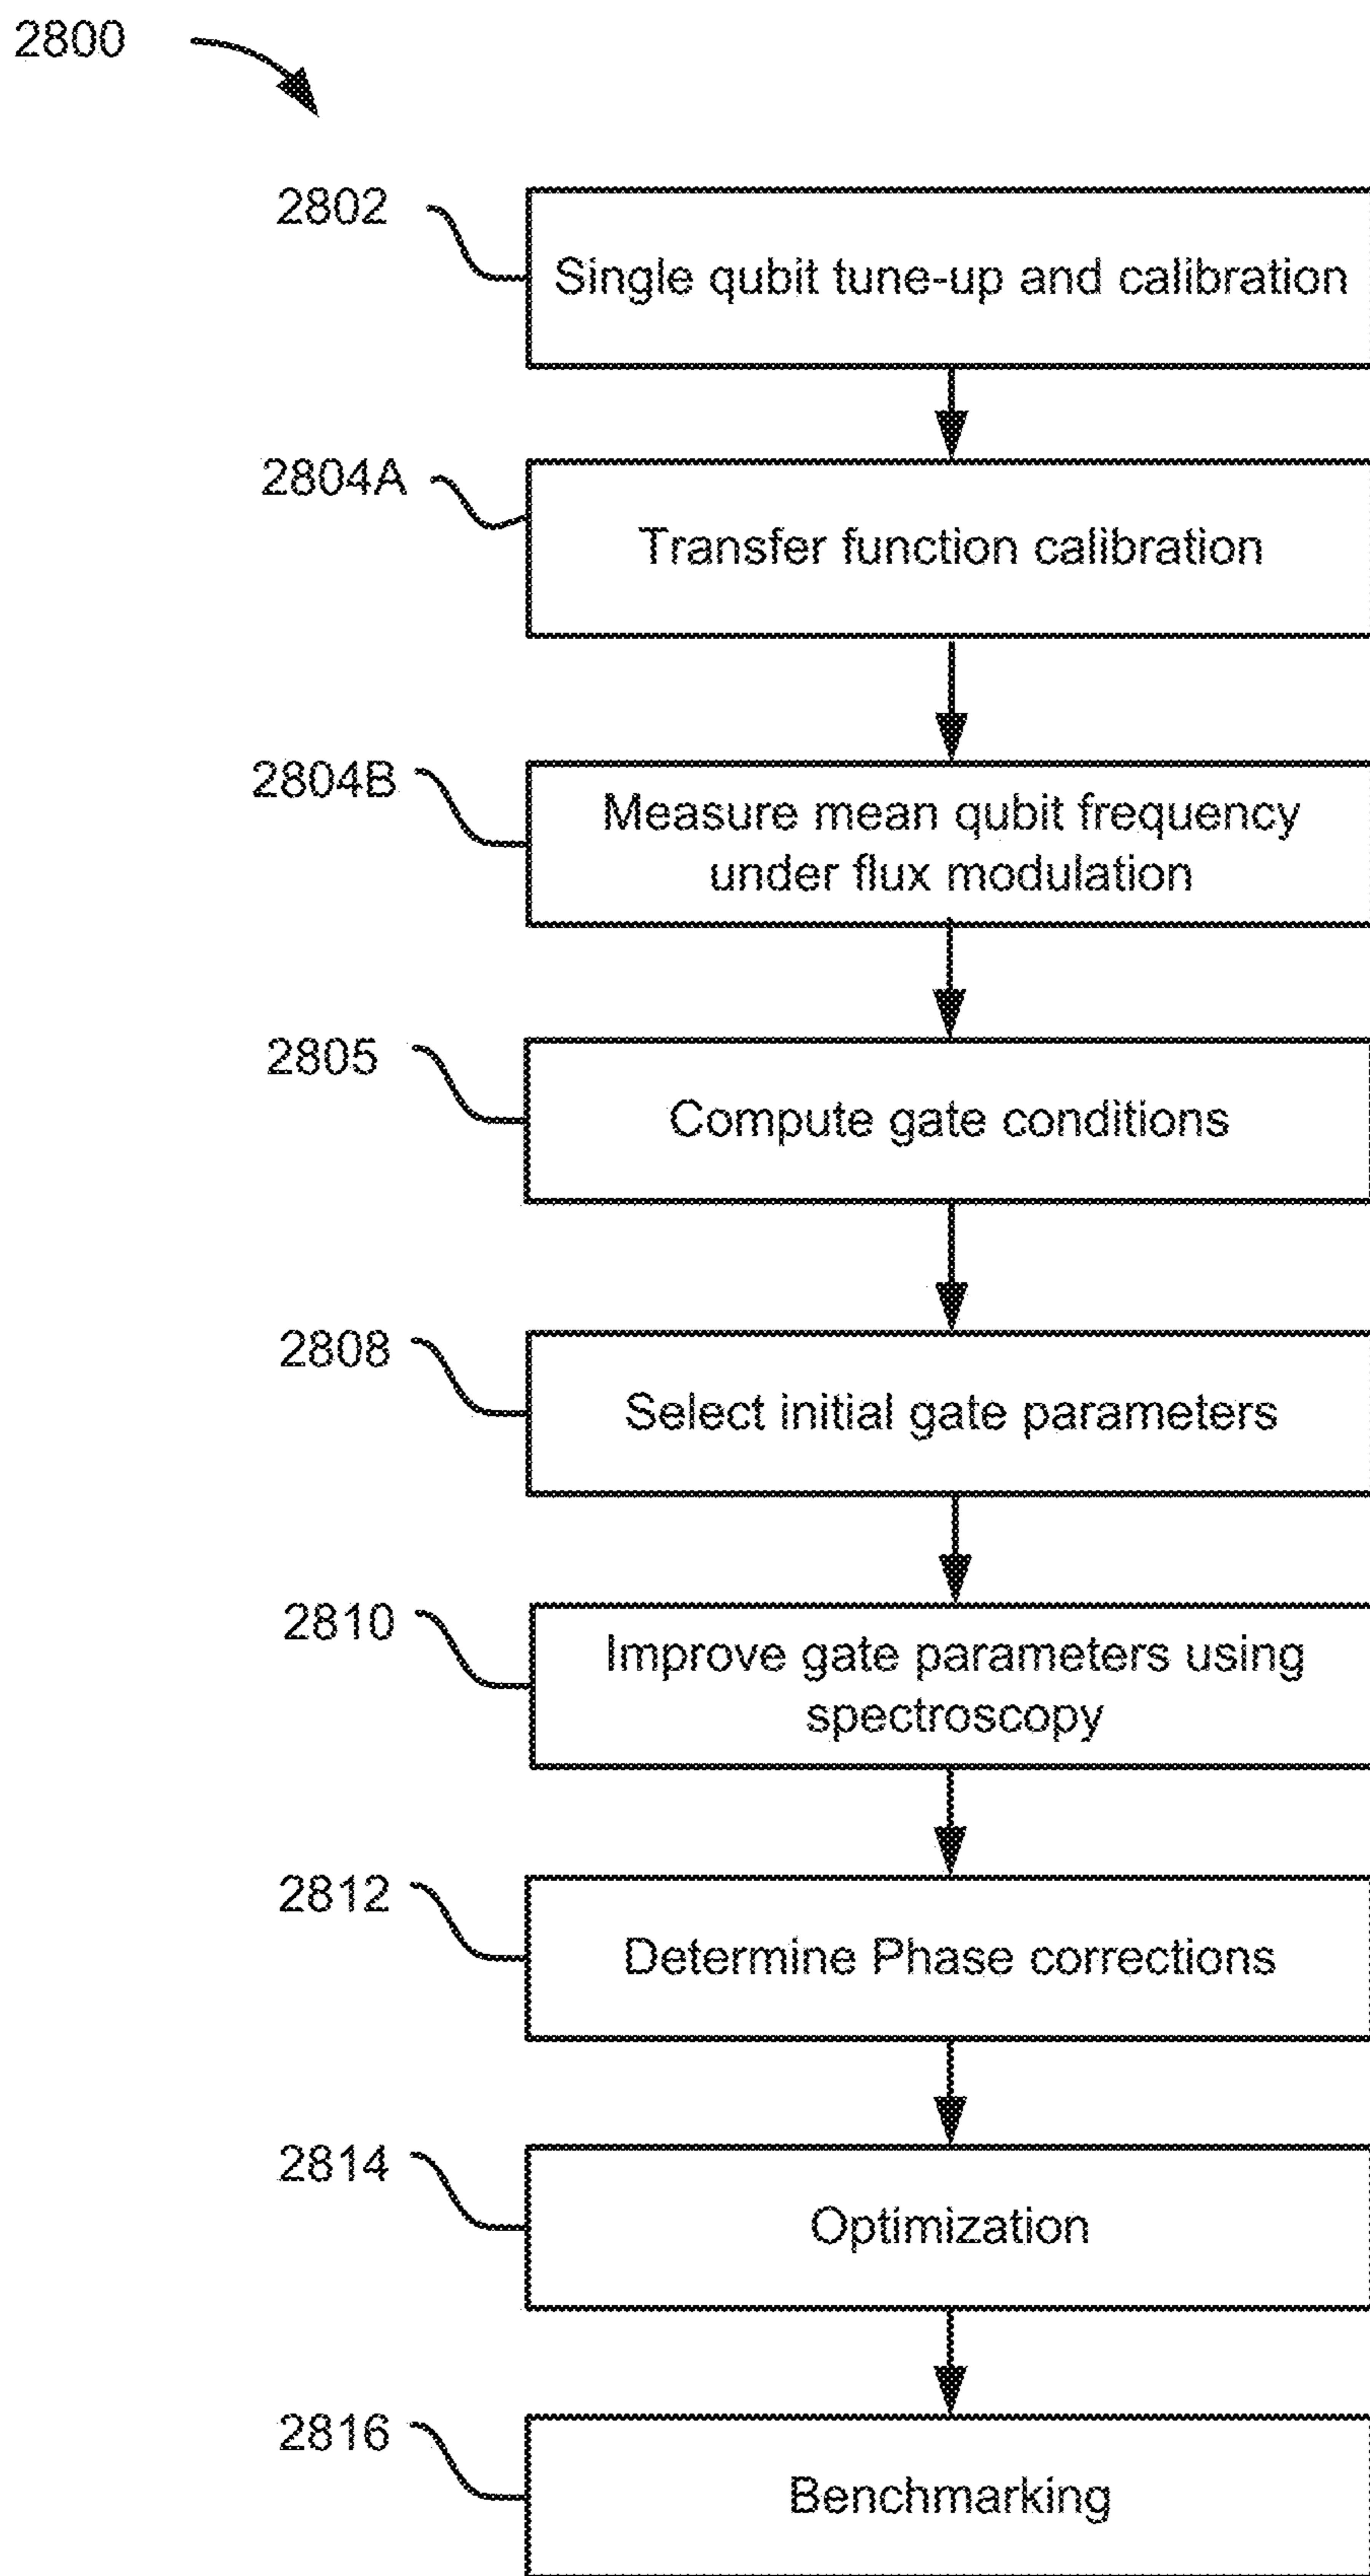 2800
2802
Single qubit tune-up and calibration
2804A
Transfer function calibration
2804B
Measure mean qubit frequency
under flux modulation
2805
Compute gate conditions
2808
Select initial gate parameters
2810
Improve gate parameters using
spectroscopy
2812
Determine Phase corrections
2814
Optimization
2816
Benchmarking